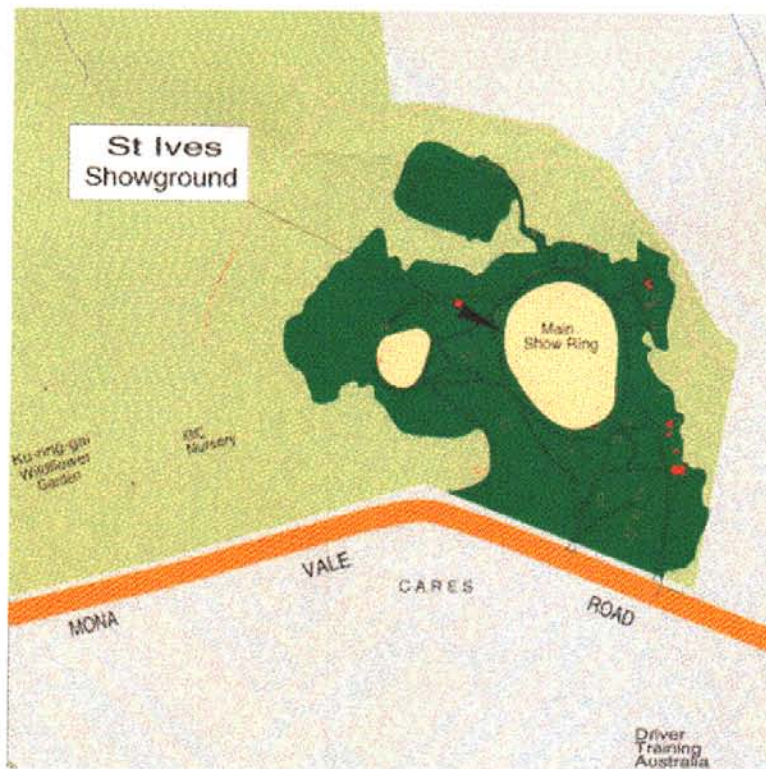 St Ives
Showground
Main
Show Ring
Ku-ring-gai
Wildflower
Garden
Nursery
MONA
VALE
ROAD
CARES
Driver
Training
Australia